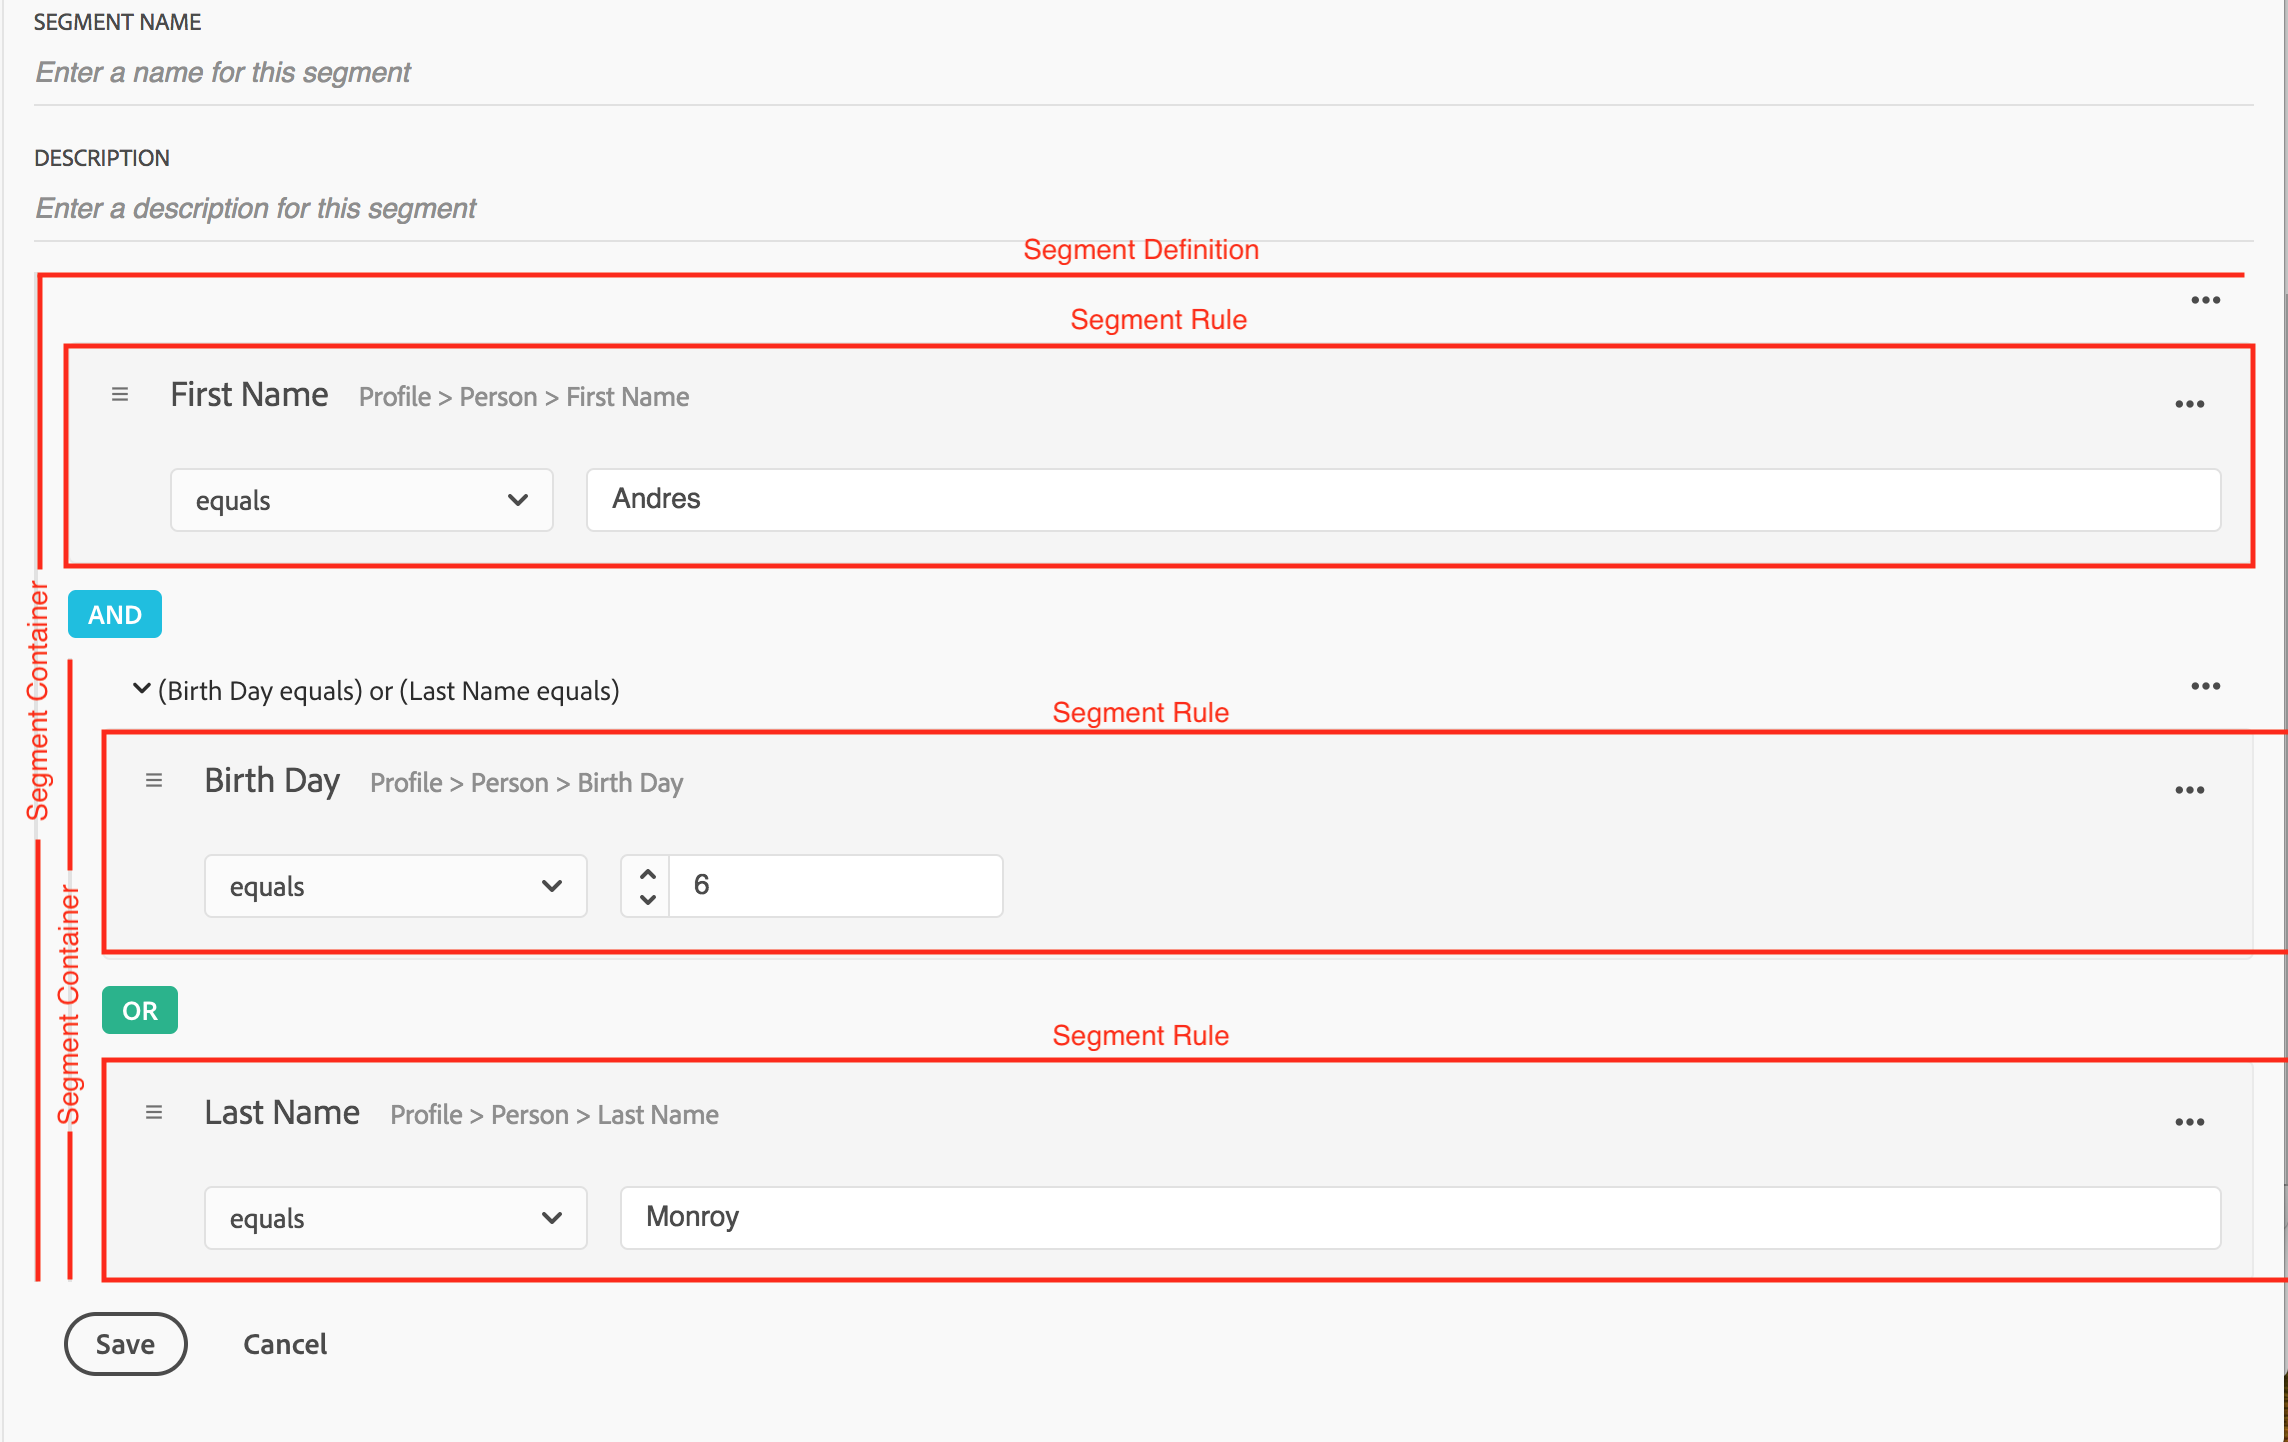 SEGMENT NAME
Enter a name for this segment
DESCRIPTION
Enter a description for this segment
Segment Definition
Segment Rule
First Name Profile > Person > First Name
equals Andres
Segment Container
AND
(Birth Day equals) or (Last Name equals)
Segment Rule
Birth Day Profile > Person > Birth Day
equals 6
Segment Container
OR
Segment Rule
Last Name Profile > Person > Last Name
equals Monroy
Save Cancel